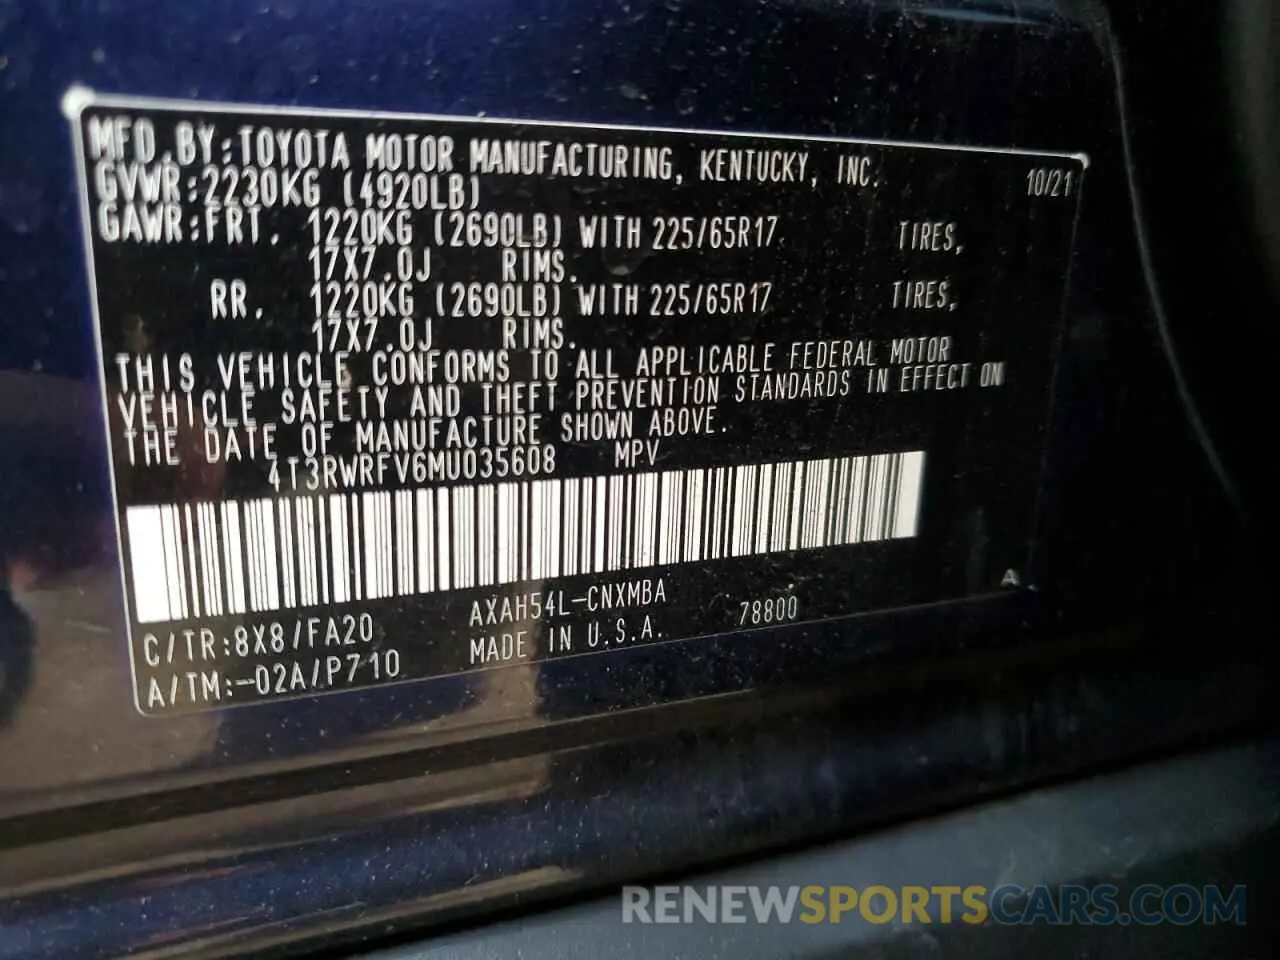 MFD.BY:TOYOTA MOTOR MANUFACTURING, KENTUCKY, INC. 10/21
GVWR:2230KG (4920LB)
GAWR:FRT. 1220KG (2690LB) WITH 225/65R17 TIRES,
17X7.0J RIMS.
RR. 1220KG (2690LB) WITH 225/65R17 TIRES,
17X7.0J RIMS.
THIS VEHICLE CONFORMS TO ALL APPLICABLE FEDERAL MOTOR
VEHICLE SAFETY AND THEFT PREVENTION STANDARDS IN EFFECT ON
THE DATE OF MANUFACTURE SHOWN ABOVE.
4T3RWRFV6MU035608 MPV
A
C/TR:8X8/FA20 AXAH54L-CNXMBA 78800
A/TM:-02A/P710 MADE IN U.S.A.
RENEWSPORTSCARS.COM